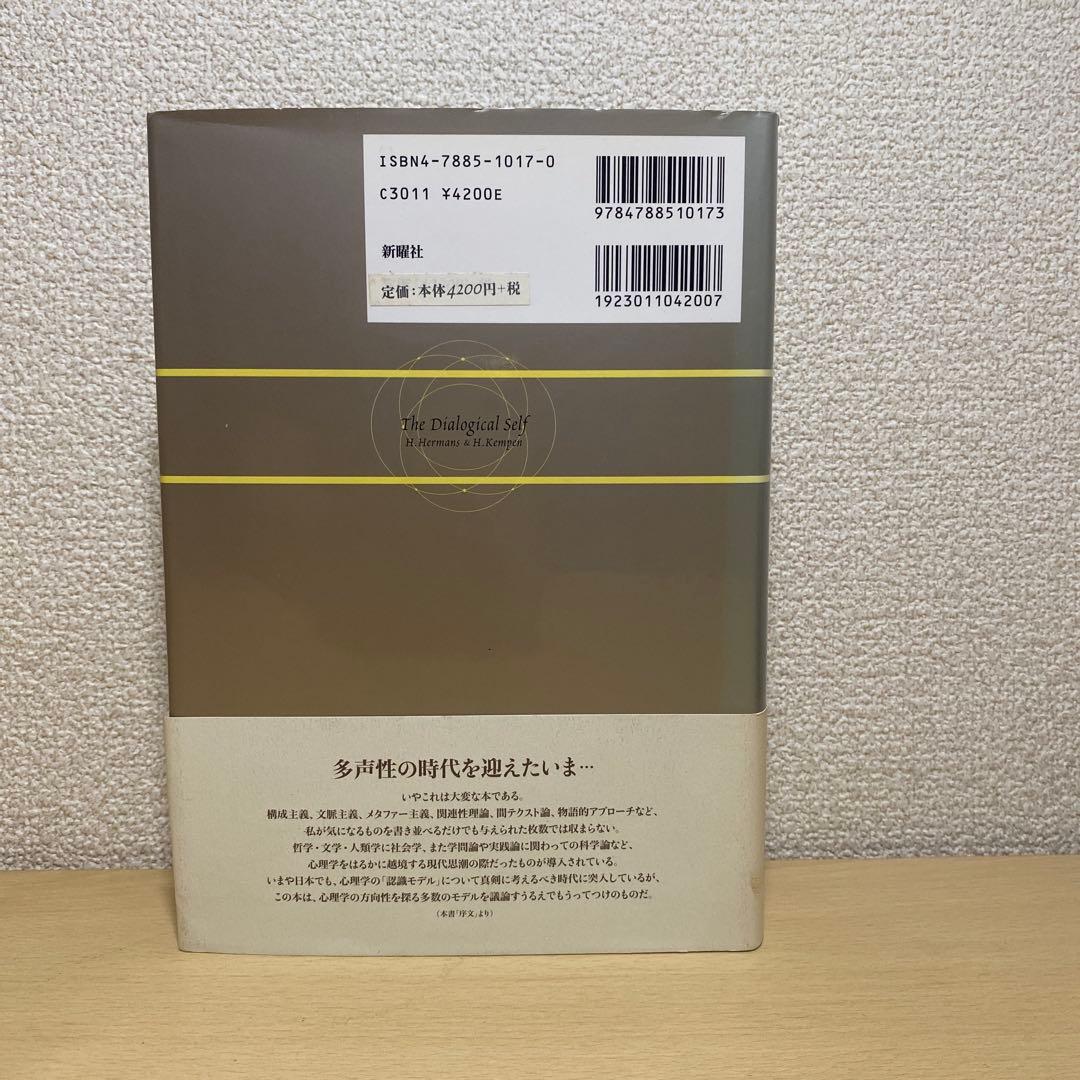 ISBN4-7885-1017-0
C3011 ¥4200E
9784788510173
新曜社
定価：本体4200円+税
1923011042007
The Dialogical Self
H.Hermans & H.Kempen
多声性の時代を迎えたいま…
いやこれは大変な本である。
構成主義、文脈主義、メタファー主義、関連性理論、間テクスト論、物語的アプローチなど、
私が気になるものを書き並べるだけでも与えられた枚数では収まらない。
哲学・文学・人類学に社会学、また学問論や実践論に関わっての科学論など、
心理学をはるかに越境する現代思潮の際だったものが導入されている。
いまや日本でも、心理学の「認識モデル」について真剣に考えるべき時代に突入しているが、
この本は、心理学の方向性を探る多数のモデルを議論すうるえでもうってつけのものだ。
（本書「序文」より）